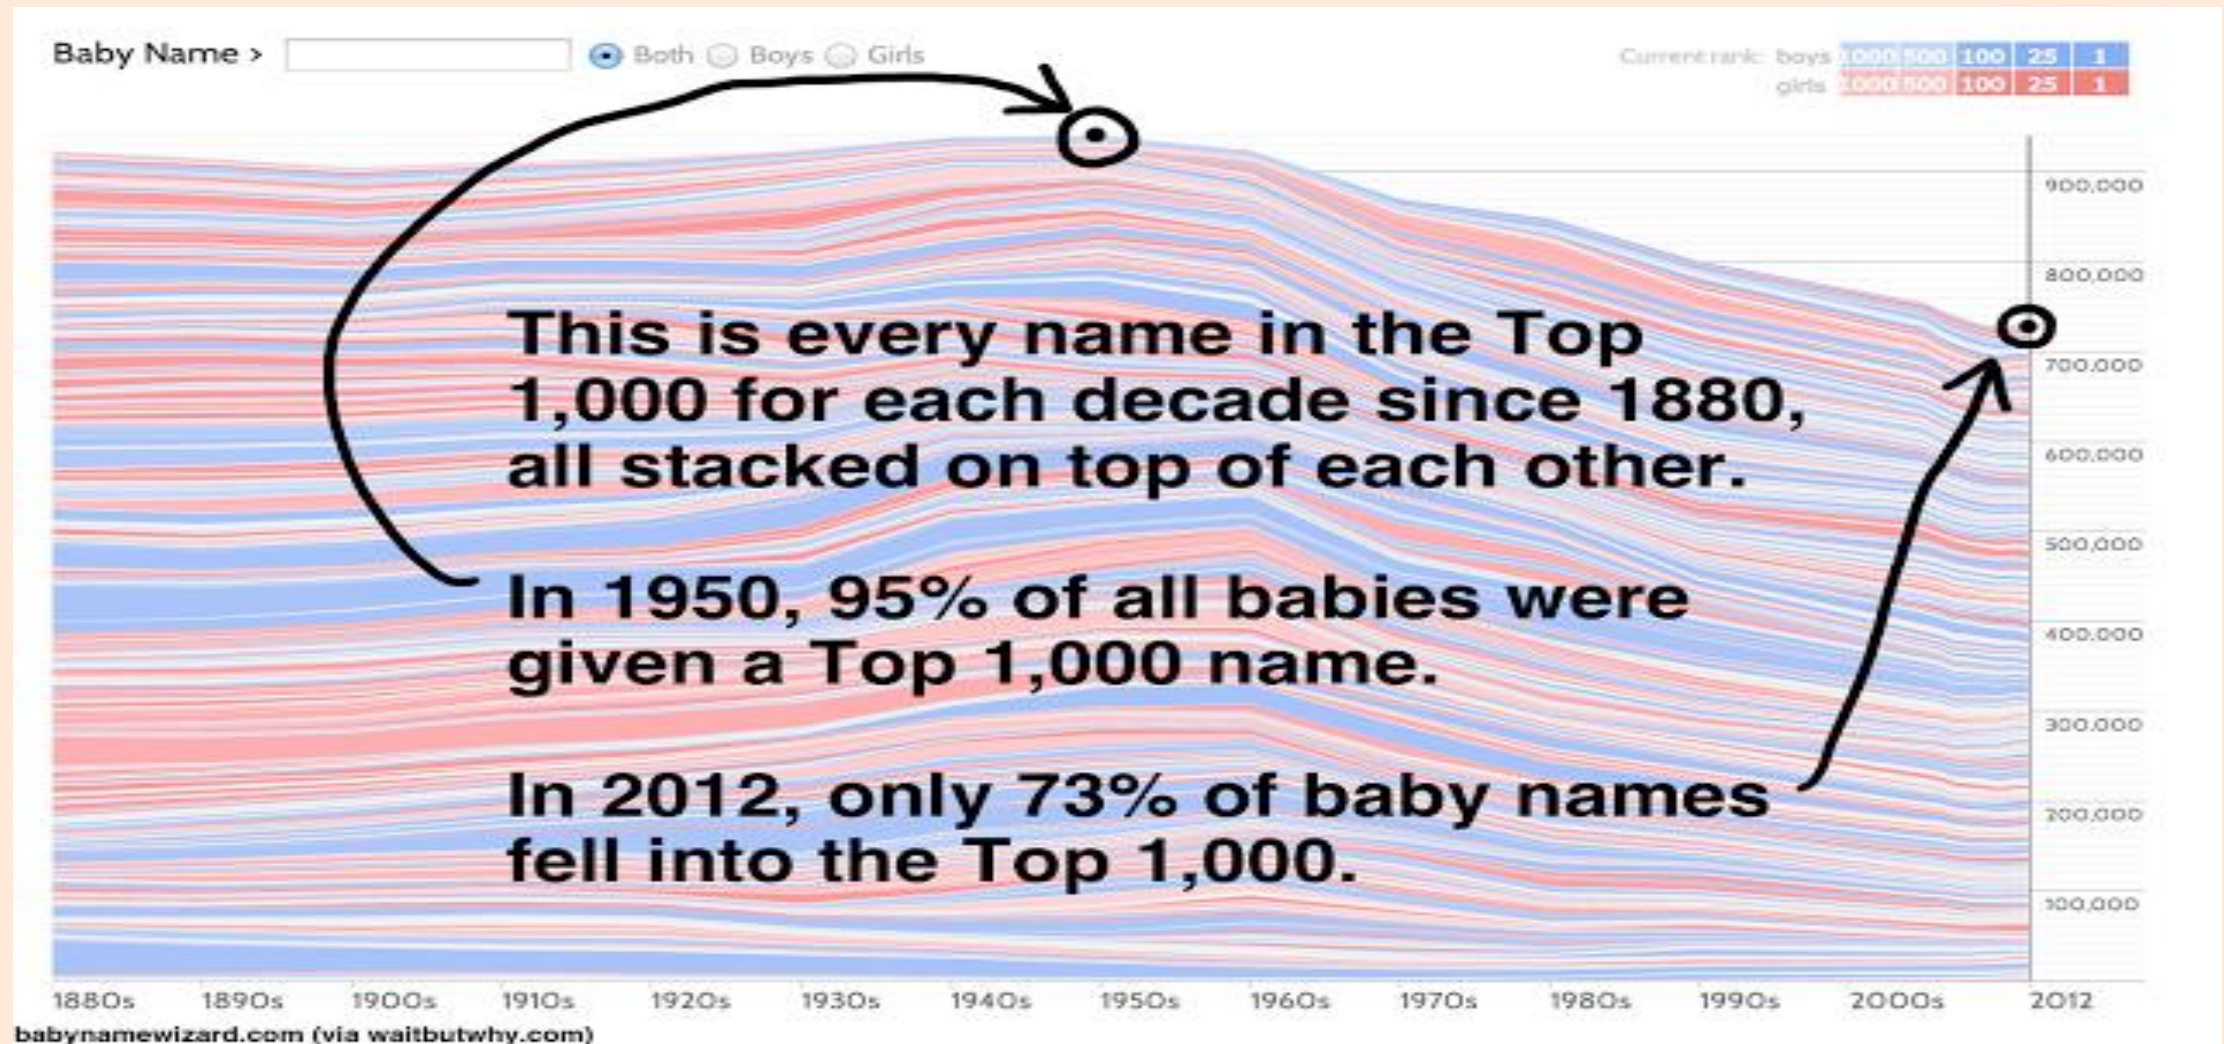 Baby Name > Both Boys Girls
Current rank: boys 1000 500 100 25 1
girls 1000 500 100 25 1
900,000
800,000
This is every name in the Top
700,000
1,000 for each decade since 1880,
600,000
all stacked on top of each other.
500,000
In 1950, 95% of all babies were
400,000
given a Top 1,000 name.
300,000
In 2012, only 73% of baby names
200,000
fell into the Top 1,000.
100,000
1880s 1890s 1900s 1910s 1920s 1930s 1940s 1950s 1960s 1970s 1980s 1990s 2000s 2012
babynamewizard.com (via waitbutwhy.com)